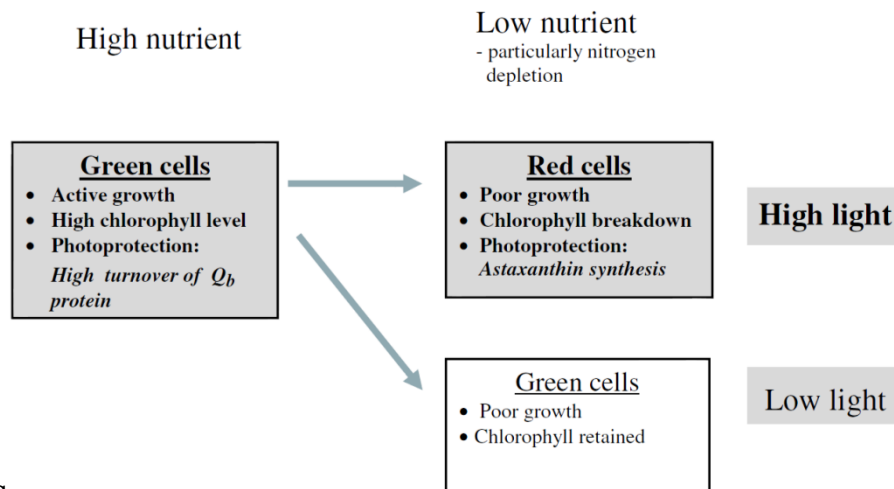 High nutrient
Low nutrient
- particularly nitrogen
depletion
Green cells
• Active growth
• High chlorophyll level
• Photoprotection:
High turnover of Qb
protein
Red cells
• Poor growth
• Chlorophyll breakdown
• Photoprotection:
Astaxanthin synthesis
High light
Green cells
• Poor growth
• Chlorophyll retained
Low light